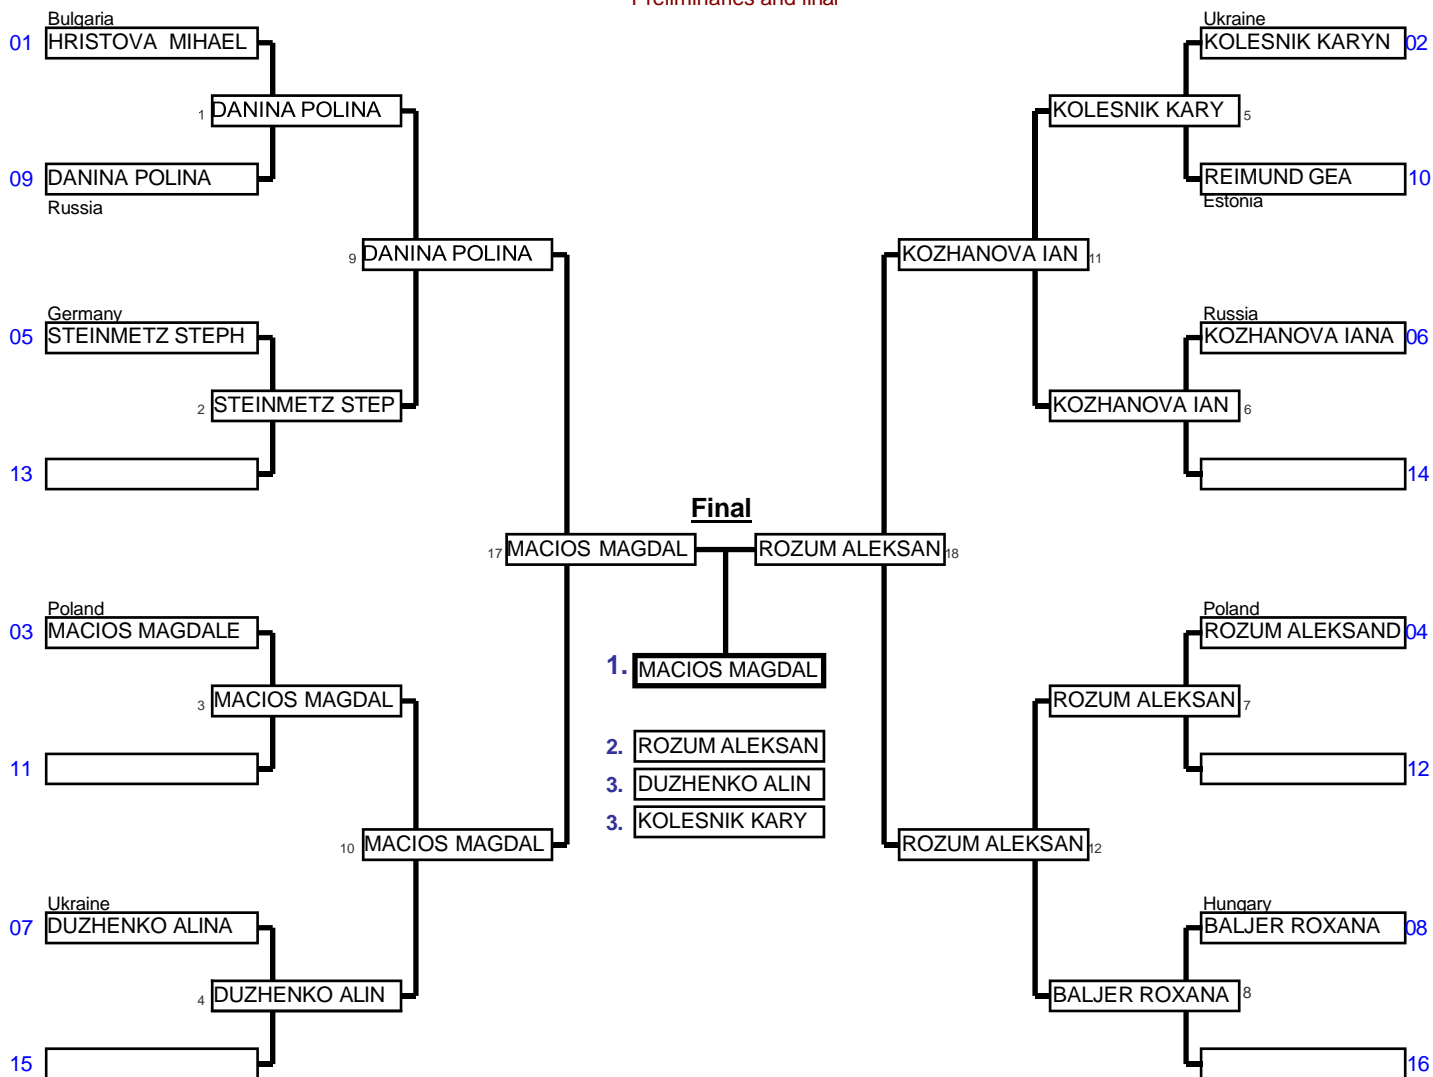 Preliminaries and final
Bulgaria Ukraine
01 HRISTOVA MIHAEL KOLESNIK KARYN 02
1 DANINA POLINA KOLESNIK KARY 5
09 DANINA POLINA REIMUND GEA 10
Russia Estonia
9 DANINA POLINA KOZHANOVA IAN 11
Germany Russia
05 STEINMETZ STEPH KOZHANOVA IANA 06
2 STEINMETZ STEP KOZHANOVA IAN 6
13 14
Final
17 MACIOS MAGDAL ROZUM ALEKSAN 18
Poland Poland
03 MACIOS MAGDALE ROZUM ALEKSAND 04
1. MACIOS MAGDAL
3 MACIOS MAGDAL ROZUM ALEKSAN 7
2. ROZUM ALEKSAN
11 12
3. DUZHENKO ALIN
3. KOLESNIK KARY
10 MACIOS MAGDAL ROZUM ALEKSAN 12
Ukraine Hungary
07 DUZHENKO ALINA BALJER ROXANA 08
4 DUZHENKO ALIN BALJER ROXANA 8
15 16